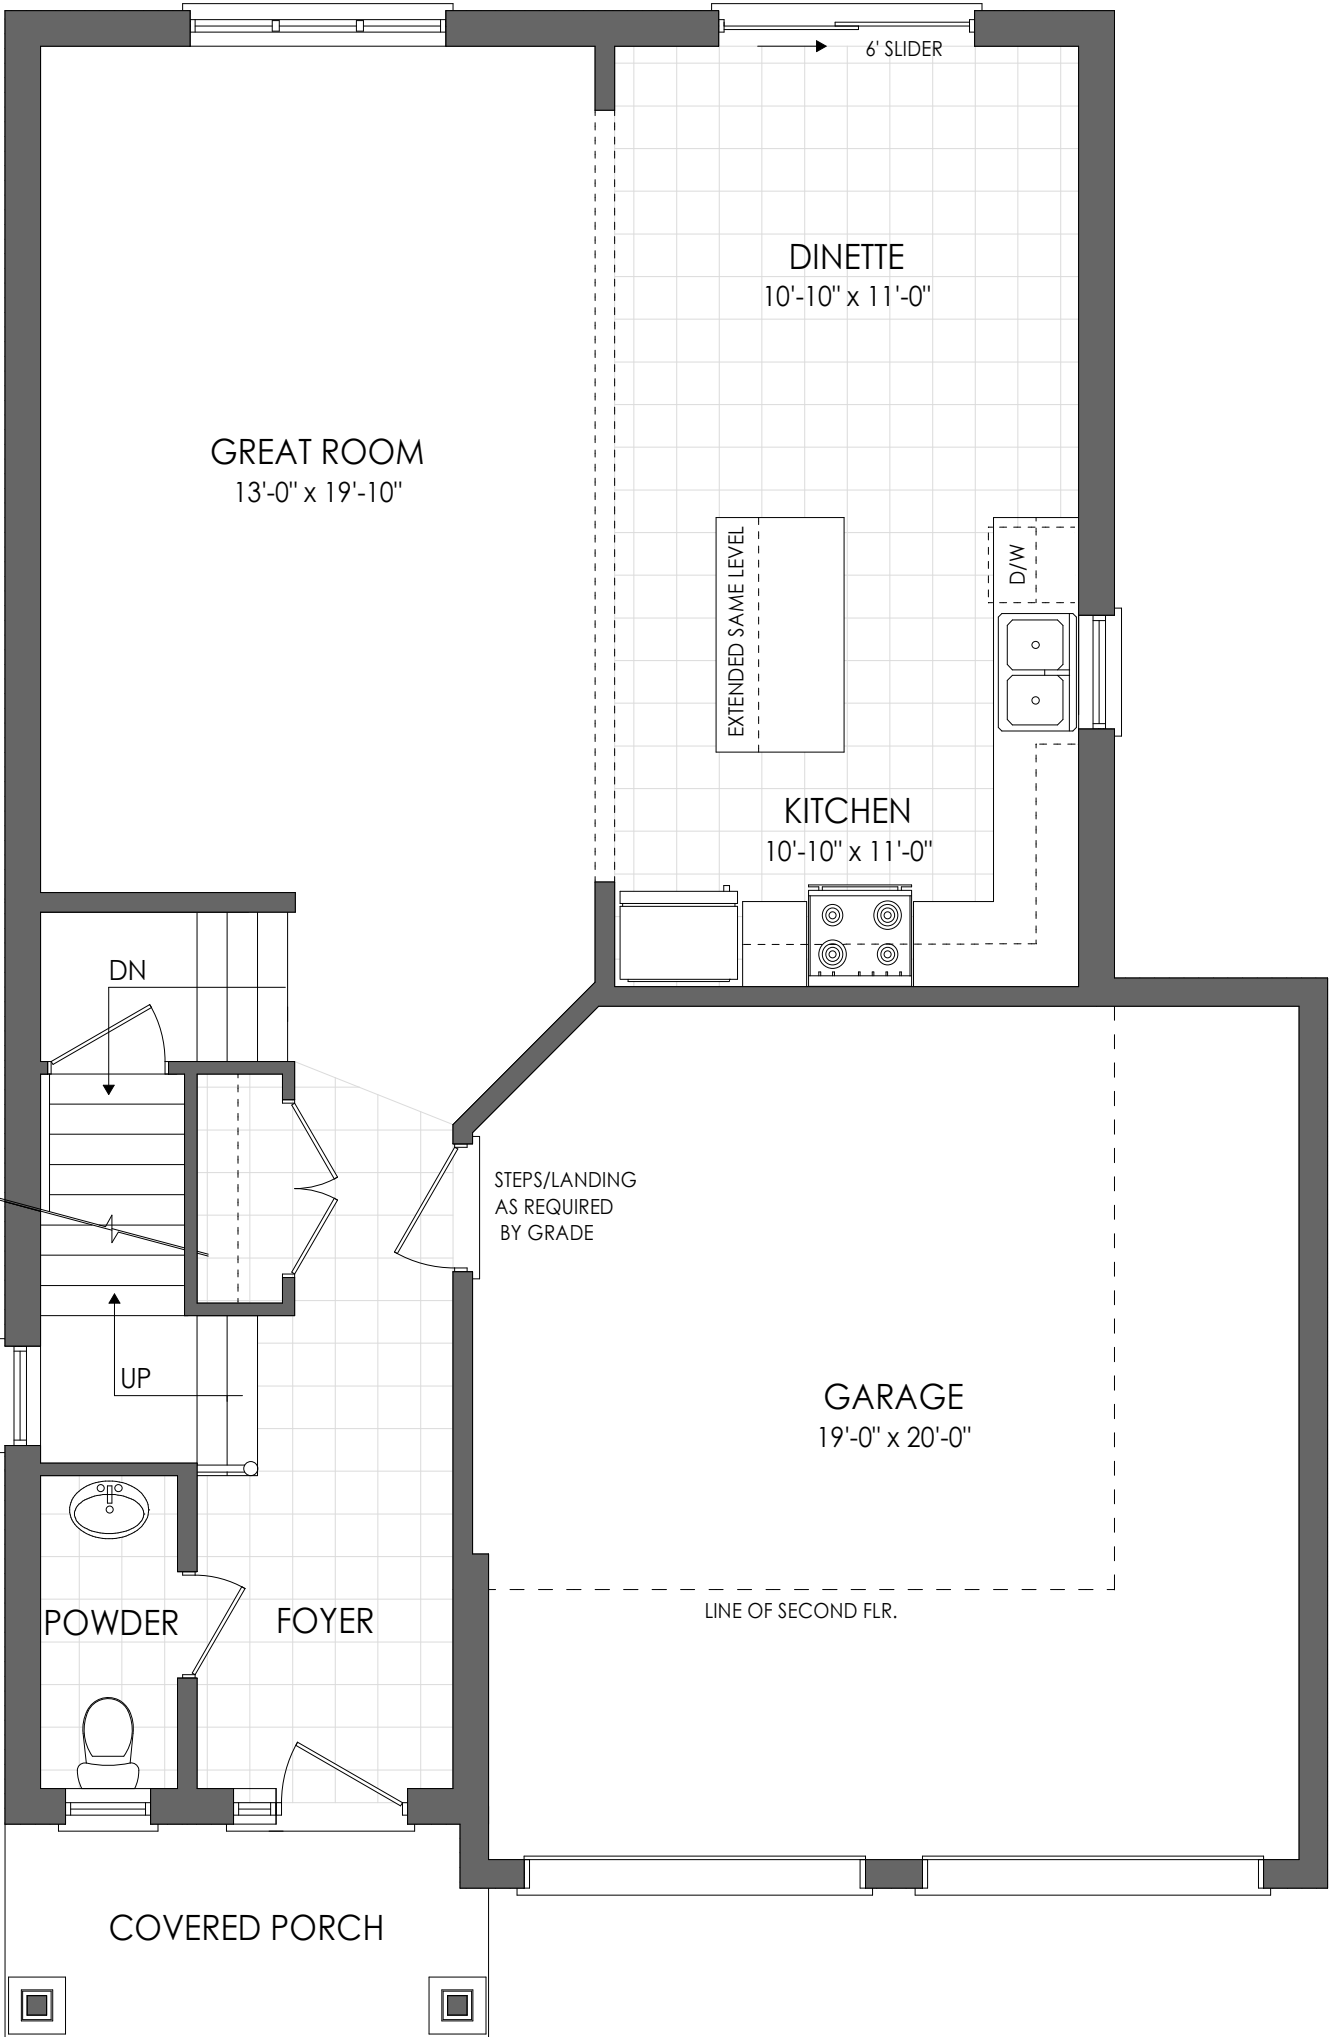 6' SLIDER
DINETTE
10'-10" x 11'-0"
GREAT ROOM
13'-0" x 19'-10"
EXTENDED SAME LEVEL
D/W
KITCHEN
10'-10" x 11'-0"
DN
STEPS/LANDING
AS REQUIRED
BY GRADE
UP
GARAGE
19'-0" x 20'-0"
LINE OF SECOND FLR.
POWDER
FOYER
COVERED PORCH